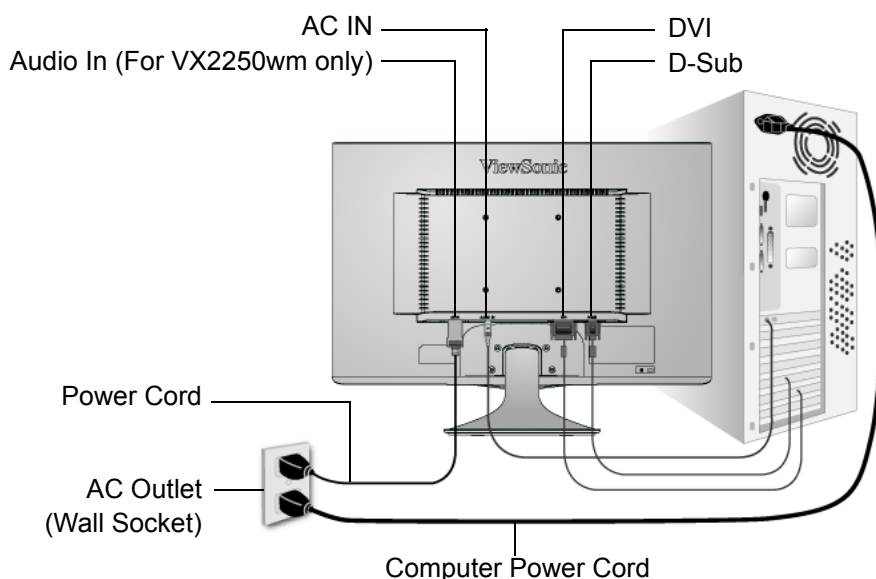 AC IN
DVI
Audio In (For VX2250wm only)
D-Sub
ViewSonic
Power Cord
AC Outlet
(Wall Socket)
Computer Power Cord